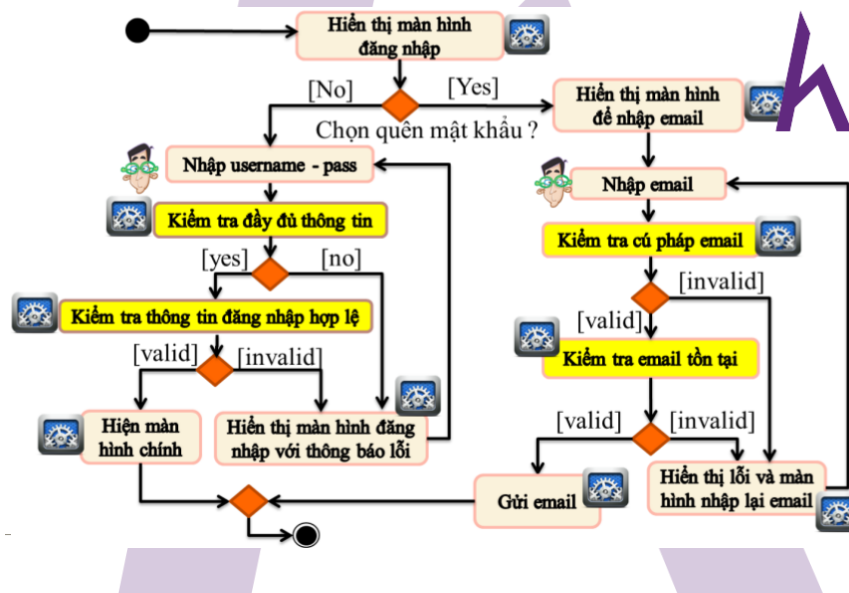 Hiển thị màn hình
đăng nhập
[No]
[Yes]
Chọn quên mật khẩu ?
Hiển thị màn hình
để nhập email
Nhập username - pass
Nhập email
Kiểm tra đầy đủ thông tin
Kiểm tra cú pháp email
[yes]
[no]
[invalid]
[valid]
Kiểm tra thông tin đăng nhập hợp lệ
Kiểm tra email tồn tại
[valid]
[invalid]
[valid]
[invalid]
Hiện màn
hình chính
Hiển thị màn hình đăng
nhập với thông báo lỗi
Gửi email
Hiển thị lỗi và màn
hình nhập lại email